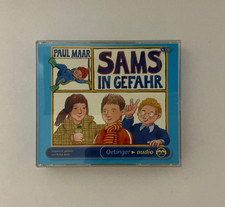 PAUL MAAR
SAMS
IN GEFAHR
Oetinger audio